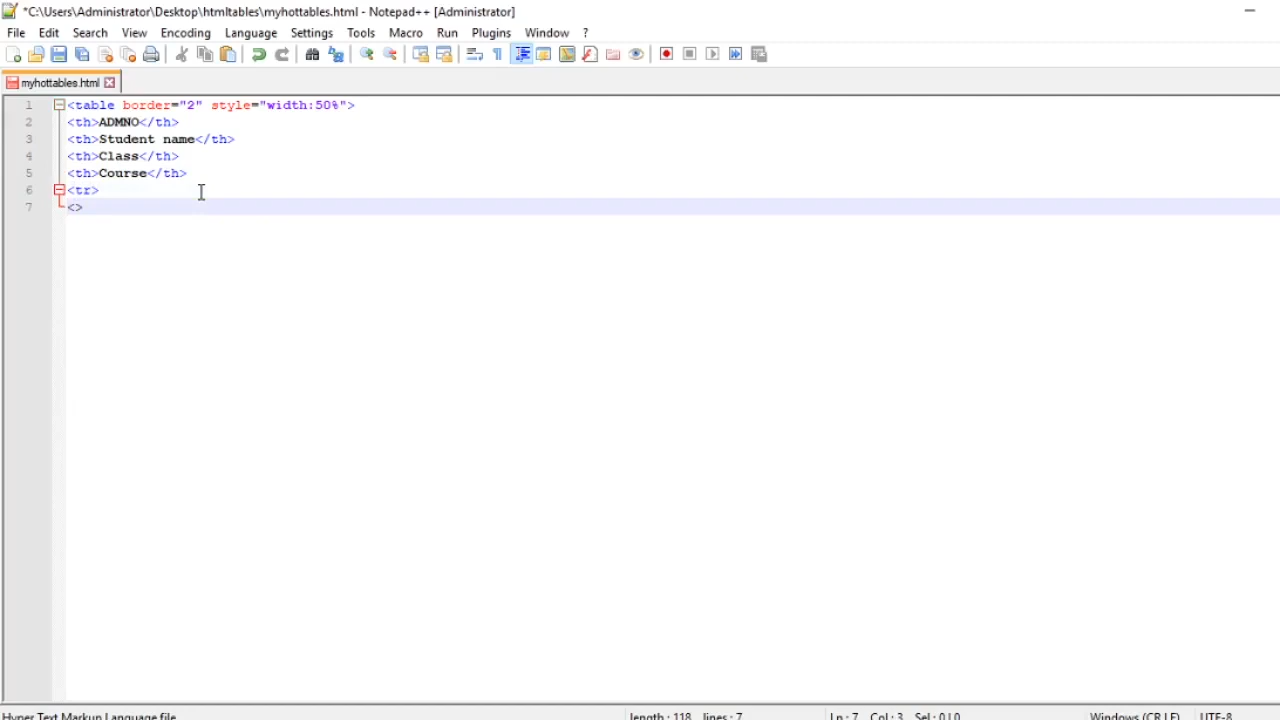 *C:\Users\Administrator\Desktop\htmltables\myhottables.html - Notepad++ [Administrator]
File Edit Search View Encoding Language Settings Tools Macro Run Plugins Window ?
myhottables.html
1 <table border="2" style="width:50%">
2 <th>ADMNO</th>
3 <th>Student name</th>
4 <th>Class</th>
5 <th>Course</th>
6 <tr>
7 <>
Hyper Text Markup Language file length : 118 lines : 7 Ln : 7 Col : 3 Sel : 0 | 0 Windows (CR LF) UTF-8